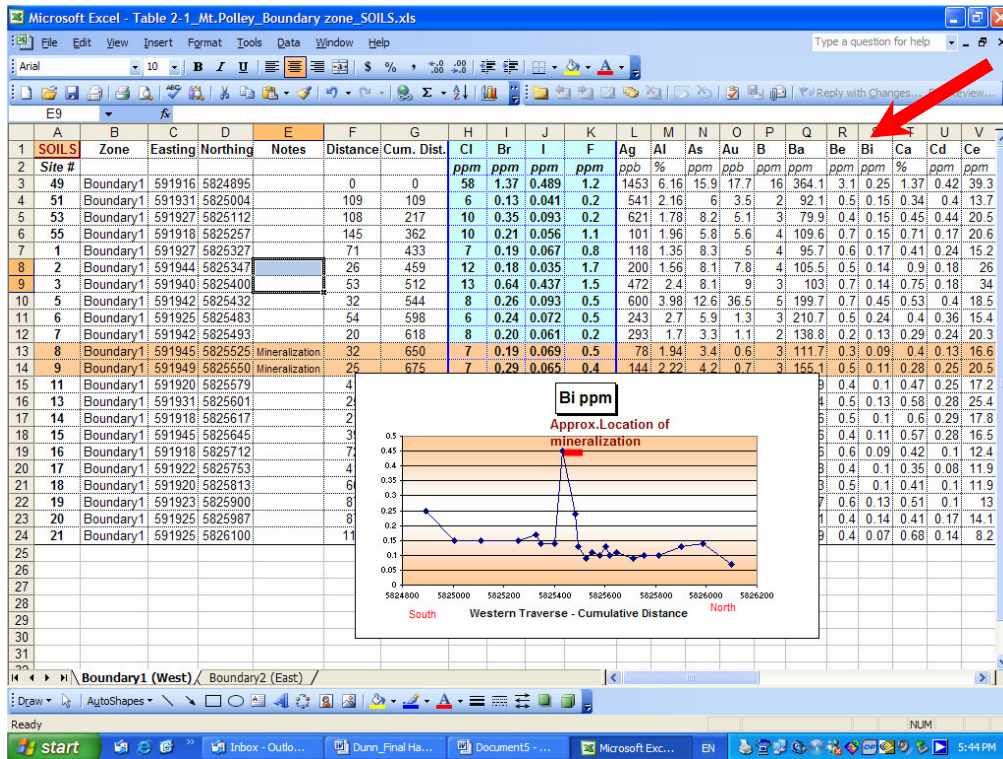 Microsoft Excel - Table 2-1_Mt.Polley_Boundary zone_SOILS.xls
File Edit View Insert Format Tools Data Window Help Type a question for help
Arial 10 B I U $ % ,
Reply with Changes...
E9 fx
A B C D E F G H I J K L M N O P Q R S T U V
1 SOILS Zone Easting Northing Notes Distance Cum. Dist. Cl Br I F Ag Al As Au B Ba Be Bi Ca Cd Ce
2 Site # ppm ppm ppm ppm ppb % ppm ppb ppm ppm ppm ppm % ppm ppm
3 49 Boundary1 591916 5824895 0 0 58 1.37 0.489 1.2 1453 6.16 15.9 17.7 16 364.1 3.1 0.25 1.37 0.42 39.3
4 51 Boundary1 591931 5825004 109 109 6 0.13 0.041 0.2 541 2.16 6 3.5 2 92.1 0.5 0.15 0.34 0.4 13.7
5 53 Boundary1 591927 5825112 108 217 10 0.35 0.093 0.2 621 1.78 8.2 5.1 3 79.9 0.4 0.15 0.45 0.44 20.5
6 55 Boundary1 591918 5825257 145 362 10 0.21 0.056 1.1 101 1.96 5.8 5.6 4 109.6 0.7 0.15 0.71 0.17 20.6
7 1 Boundary1 591927 5825327 71 433 7 0.19 0.067 0.8 118 1.35 8.3 5 4 95.7 0.6 0.17 0.41 0.24 15.2
8 2 Boundary1 591944 5825347 26 459 12 0.18 0.035 1.7 200 1.56 8.1 7.8 4 105.5 0.5 0.14 0.9 0.18 26
9 3 Boundary1 591940 5825400 53 512 13 0.64 0.437 1.5 472 2.4 8.1 9 3 103 0.7 0.14 0.75 0.18 34
10 5 Boundary1 591942 5825432 32 544 8 0.26 0.093 0.5 600 3.98 12.6 36.5 5 199.7 0.7 0.45 0.53 0.4 18.5
11 6 Boundary1 591925 5825483 54 598 6 0.24 0.072 0.5 243 2.7 5.9 1.3 3 210.7 0.5 0.24 0.4 0.36 15.4
12 7 Boundary1 591942 5825493 20 618 8 0.20 0.061 0.2 293 1.7 3.3 1.1 2 138.8 0.2 0.13 0.29 0.24 20.3
13 8 Boundary1 591945 5825525 Mineralization 32 650 7 0.19 0.069 0.5 78 1.94 3.4 0.6 3 111.7 0.3 0.09 0.4 0.13 16.6
14 9 Boundary1 591949 5825550 Mineralization 25 675 7 0.29 0.065 0.4 144 2.22 4.2 0.7 3 155.1 0.5 0.11 0.28 0.25 20.5
15 11 Boundary1 591920 5825579 0.4 0.1 0.47 0.25 17.2
16 13 Boundary1 591931 5825601 0.5 0.13 0.58 0.28 25.4
17 14 Boundary1 591918 5825617 0.5 0.1 0.6 0.29 17.8
18 15 Boundary1 591945 5825645 0.4 0.11 0.57 0.28 16.5
19 16 Boundary1 591918 5825712 0.6 0.09 0.42 0.1 12.4
20 17 Boundary1 591922 5825753 0.4 0.1 0.35 0.08 11.9
21 18 Boundary1 591920 5825813 0.5 0.1 0.41 0.1 11.9
22 19 Boundary1 591923 5825900 0.6 0.13 0.51 0.1 13
23 20 Boundary1 591925 5825987 0.4 0.14 0.41 0.17 14.1
24 21 Boundary1 591925 5826100 0.4 0.07 0.68 0.14 8.2
25
26
27
28
29
30
31
Bi ppm
Approx.Location of
mineralization
0.5
0.45
0.4
0.35
0.3
0.25
0.2
0.15
0.1
0.05
0
5824800 5825000 5825200 5825400 5825600 5825800 5826000 5826200
South Western Traverse - Cumulative Distance North
Boundary1 (West) Boundary2 (East)
Draw AutoShapes
Ready NUM
start Inbox - Outlo... Dunn_Final Ha... Document5 - ... Microsoft Exc... EN 5:44 PM